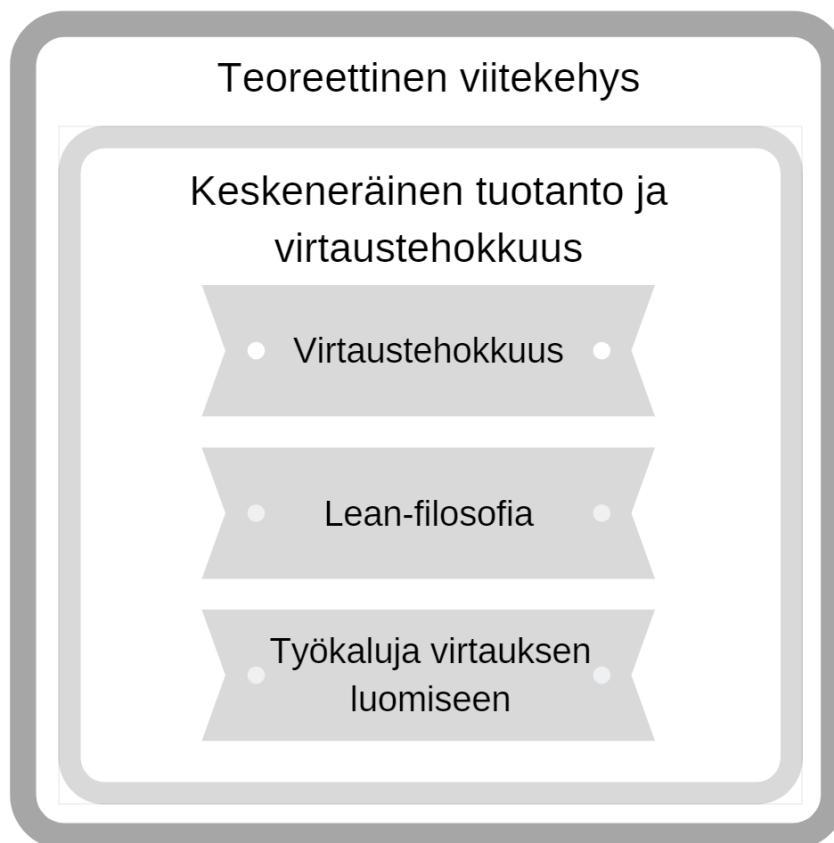 Teoreettinen viitekehys
Keskeneräinen tuotanto ja
virtaustehokkuus
Virtaustehokkuus
Lean-filosofia
Työkaluja virtauksen
luomiseen